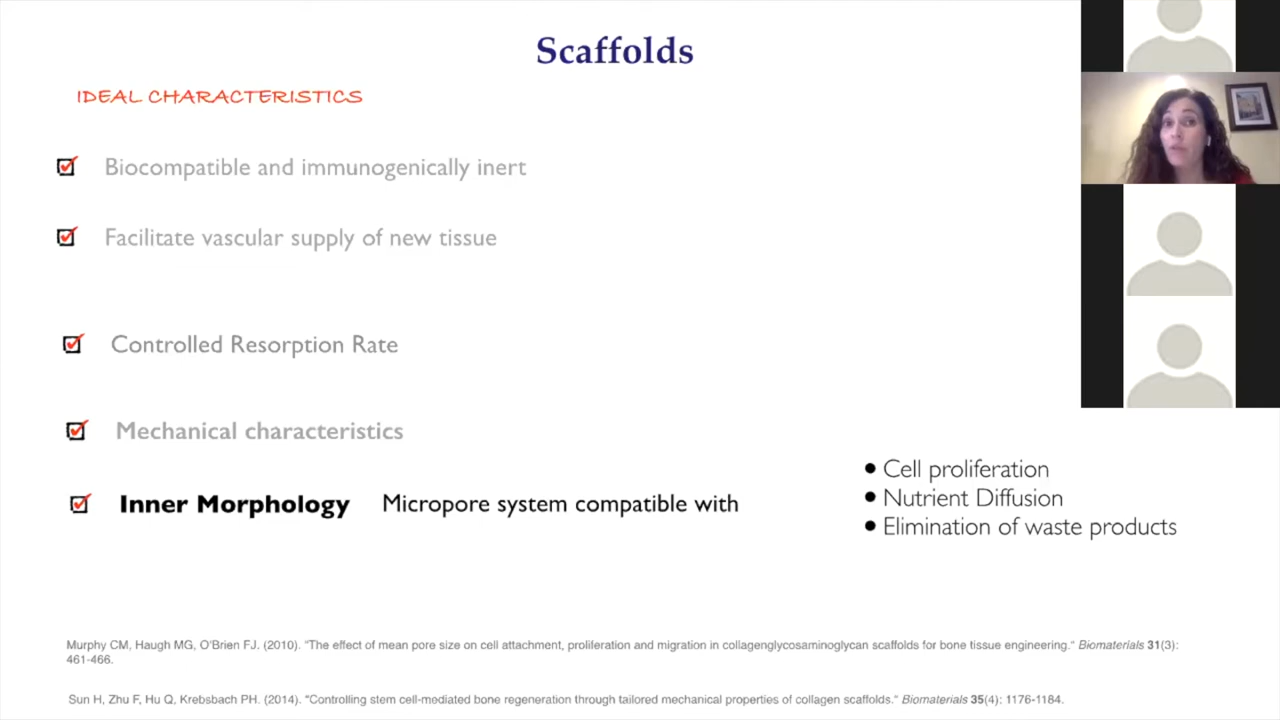 Scaffolds
IDEAL CHARACTERISTICS
Biocompatible and immunogenically inert
Facilitate vascular supply of new tissue
Controlled Resorption Rate
Mechanical characteristics
Inner Morphology Micropore system compatible with
• Cell proliferation
• Nutrient Diffusion
• Elimination of waste products
Murphy CM, Haugh MG, O'Brien FJ. (2010). "The effect of mean pore size on cell attachment, proliferation and migration in collagenglycosaminoglycan scaffolds for bone tissue engineering." Biomaterials 31(3):
461-466.
Sun H, Zhu F, Hu Q, Krebsbach PH. (2014). "Controlling stem cell-mediated bone regeneration through tailored mechanical properties of collagen scaffolds." Biomaterials 35(4): 1176-1184.